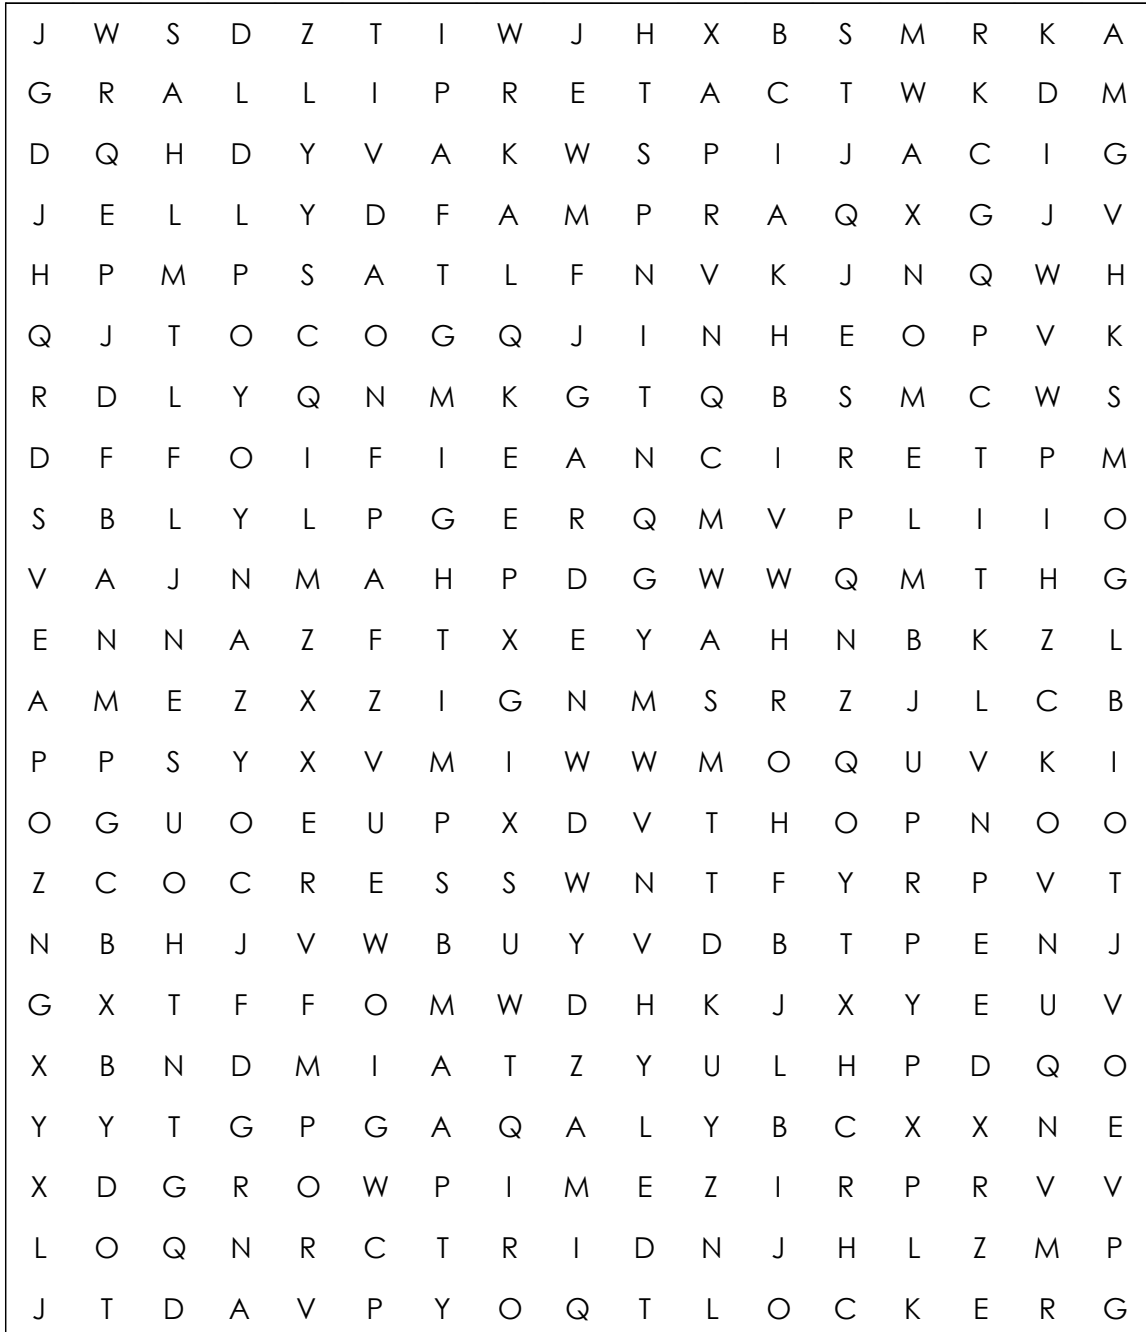 J W S D Z T I W J H X B S M R K A
G R A L L I P R E T A C T W K D M
D Q H D Y V A K W S P I J A C I G
J E L L Y D F A M P R A Q X G J V
H P M P S A T L F N V K J N Q W H
Q J T O C O G Q J I N H E O P V K
R D L Y Q N M K G T Q B S M C W S
D F F O I F I E A N C I R E T P M
S B L Y L P G E R Q M V P L I I O
V A J N M A H P D G W W Q M T H G
E N N A Z F T X E Y A H N B K Z L
A M E Z X Z I G N M S R Z J L C B
P P S Y X V M I W W M O Q U V K I
O G U O E U P X D V T H O P N O O
Z C O C R E S S W N T F Y R P V T
N B H J V W B U Y V D B T P E N J
G X T F F O M W D H K J X Y E U V
X B N D M I A T Z Y U L H P D Q O
Y Y T G P G A Q A L Y B C X X N E
X D G R O W P I M E Z I R P R V V
L O Q N R C T R I D N J H L Z M P
J T D A V P Y O Q T L O C K E R G